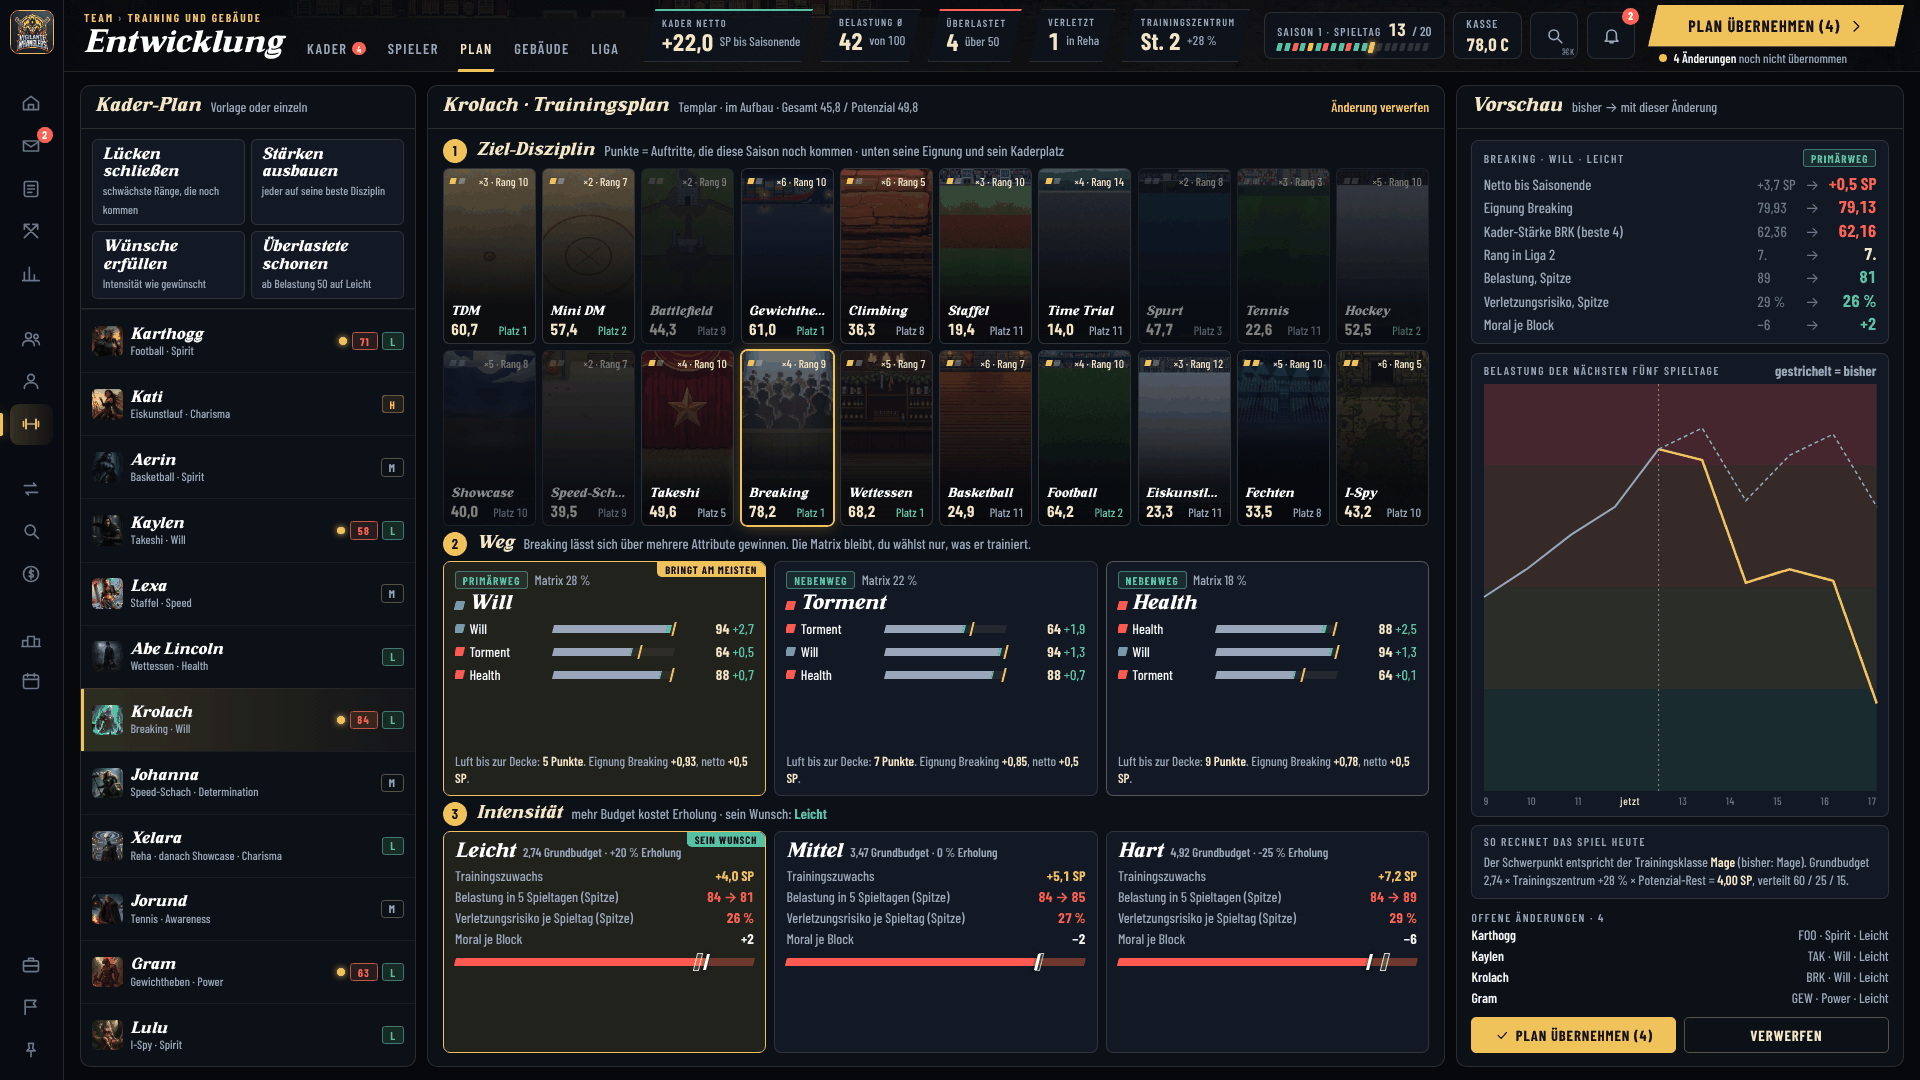 TEAM › TRAINING UND GEBÄUDE
Entwicklung
KADER 4 SPIELER PLAN GEBÄUDE LIGA
KADER NETTO
+22,0 SP bis Saisonende
BELASTUNG Ø
42 von 100
ÜBERLASTET
4 über 50
VERLETZT
1 in Reha
TRAININGSZENTRUM
St. 2 +28 %
SAISON 1 · SPIELTAG 13 / 20
KASSE
78,0 C
⌘K
2
PLAN ÜBERNEHMEN (4)
4 Änderungen noch nicht übernommen
2
Kader-Plan Vorlage oder einzeln
Lücken schließen
schwächste Ränge, die noch kommen
Stärken ausbauen
jeder auf seine beste Disziplin
Wünsche erfüllen
Intensität wie gewünscht
Überlastete schonen
ab Belastung 50 auf Leicht
Karthogg
Football · Spirit
71 L
Kati
Eiskunstlauf · Charisma
H
Aerin
Basketball · Spirit
M
Kaylen
Takeshi · Will
58 L
Lexa
Staffel · Speed
M
Abe Lincoln
Wettessen · Health
L
Krolach
Breaking · Will
84 L
Johanna
Speed-Schach · Determination
M
Xelara
Reha · danach Showcase · Charisma
L
Jorund
Tennis · Awareness
M
Gram
Gewichtheben · Power
63 L
Lulu
I-Spy · Spirit
L
Krolach · Trainingsplan Templar · im Aufbau · Gesamt 45,8 / Potenzial 49,8
Änderung verwerfen
1 Ziel-Disziplin Punkte = Auftritte, die diese Saison noch kommen · unten seine Eignung und sein Kaderplatz
×3 · Rang 10
TDM
60,7 Platz 1
×2 · Rang 7
Mini DM
57,4 Platz 2
×2 · Rang 9
Battlefield
44,3 Platz 9
×6 · Rang 10
Gewichthe...
61,0 Platz 1
×6 · Rang 5
Climbing
36,3 Platz 8
×3 · Rang 10
Staffel
19,4 Platz 11
×4 · Rang 14
Time Trial
14,0 Platz 11
×2 · Rang 8
Spurt
47,7 Platz 3
×3 · Rang 3
Tennis
22,6 Platz 11
×5 · Rang 10
Hockey
52,5 Platz 2
×5 · Rang 8
Showcase
40,0 Platz 10
×2 · Rang 7
Speed-Sch...
39,5 Platz 9
×4 · Rang 10
Takeshi
49,6 Platz 5
×4 · Rang 9
Breaking
78,2 Platz 1
×5 · Rang 7
Wettessen
68,2 Platz 1
×6 · Rang 7
Basketball
24,9 Platz 11
×4 · Rang 10
Football
64,2 Platz 2
×3 · Rang 12
Eiskunstl...
23,3 Platz 11
×5 · Rang 10
Fechten
33,5 Platz 8
×6 · Rang 5
I-Spy
43,2 Platz 10
2 Weg Breaking lässt sich über mehrere Attribute gewinnen. Die Matrix bleibt, du wählst nur, was er trainiert.
PRIMÄRWEG Matrix 28 %
BRINGT AM MEISTEN
Will
Will 94 +2,7
Torment 64 +0,5
Health 88 +0,7
Luft bis zur Decke: 5 Punkte. Eignung Breaking +0,93, netto +0,5
SP.
NEBENWEG Matrix 22 %
Torment
Torment 64 +1,9
Will 94 +1,3
Health 88 +0,7
Luft bis zur Decke: 7 Punkte. Eignung Breaking +0,85, netto +0,5
SP.
NEBENWEG Matrix 18 %
Health
Health 88 +2,5
Will 94 +1,3
Torment 64 +0,1
Luft bis zur Decke: 9 Punkte. Eignung Breaking +0,78, netto +0,5
SP.
3 Intensität mehr Budget kostet Erholung · sein Wunsch: Leicht
SEIN WUNSCH
Leicht 2,74 Grundbudget · +20 % Erholung
Trainingszuwachs +4,0 SP
Belastung in 5 Spieltagen (Spitze) 84 → 81
Verletzungsrisiko je Spieltag (Spitze) 26 %
Moral je Block +2
Mittel 3,47 Grundbudget · 0 % Erholung
Trainingszuwachs +5,1 SP
Belastung in 5 Spieltagen (Spitze) 84 → 85
Verletzungsrisiko je Spieltag (Spitze) 27 %
Moral je Block −2
Hart 4,92 Grundbudget · -25 % Erholung
Trainingszuwachs +7,2 SP
Belastung in 5 Spieltagen (Spitze) 84 → 89
Verletzungsrisiko je Spieltag (Spitze) 29 %
Moral je Block −6
Vorschau bisher → mit dieser Änderung
BREAKING · WILL · LEICHT PRIMÄRWEG
Netto bis Saisonende +3,7 SP → +0,5 SP
Eignung Breaking 79,93 → 79,13
Kader-Stärke BRK (beste 4) 62,36 → 62,16
Rang in Liga 2 7. → 7.
Belastung, Spitze 89 → 81
Verletzungsrisiko, Spitze 29 % → 26 %
Moral je Block −6 → +2
BELASTUNG DER NÄCHSTEN FÜNF SPIELTAGE gestrichelt = bisher
9 10 11 jetzt 13 14 15 16 17
SO RECHNET DAS SPIEL HEUTE
Der Schwerpunkt entspricht der Trainingsklasse Mage (bisher: Mage). Grundbudget
2,74 × Trainingszentrum +28 % × Potenzial-Rest = 4,00 SP, verteilt 60 / 25 / 15.
OFFENE ÄNDERUNGEN · 4
Karthogg FOO · Spirit · Leicht
Kaylen TAK · Will · Leicht
Krolach BRK · Will · Leicht
Gram GEW · Power · Leicht
PLAN ÜBERNEHMEN (4)
VERWERFEN